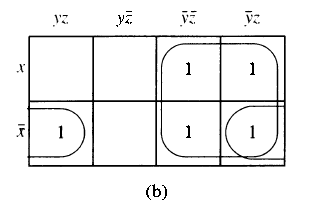 yz yz̄ ȳz̄ ȳz
x 1 1
x̄ 1 1 1
(b)